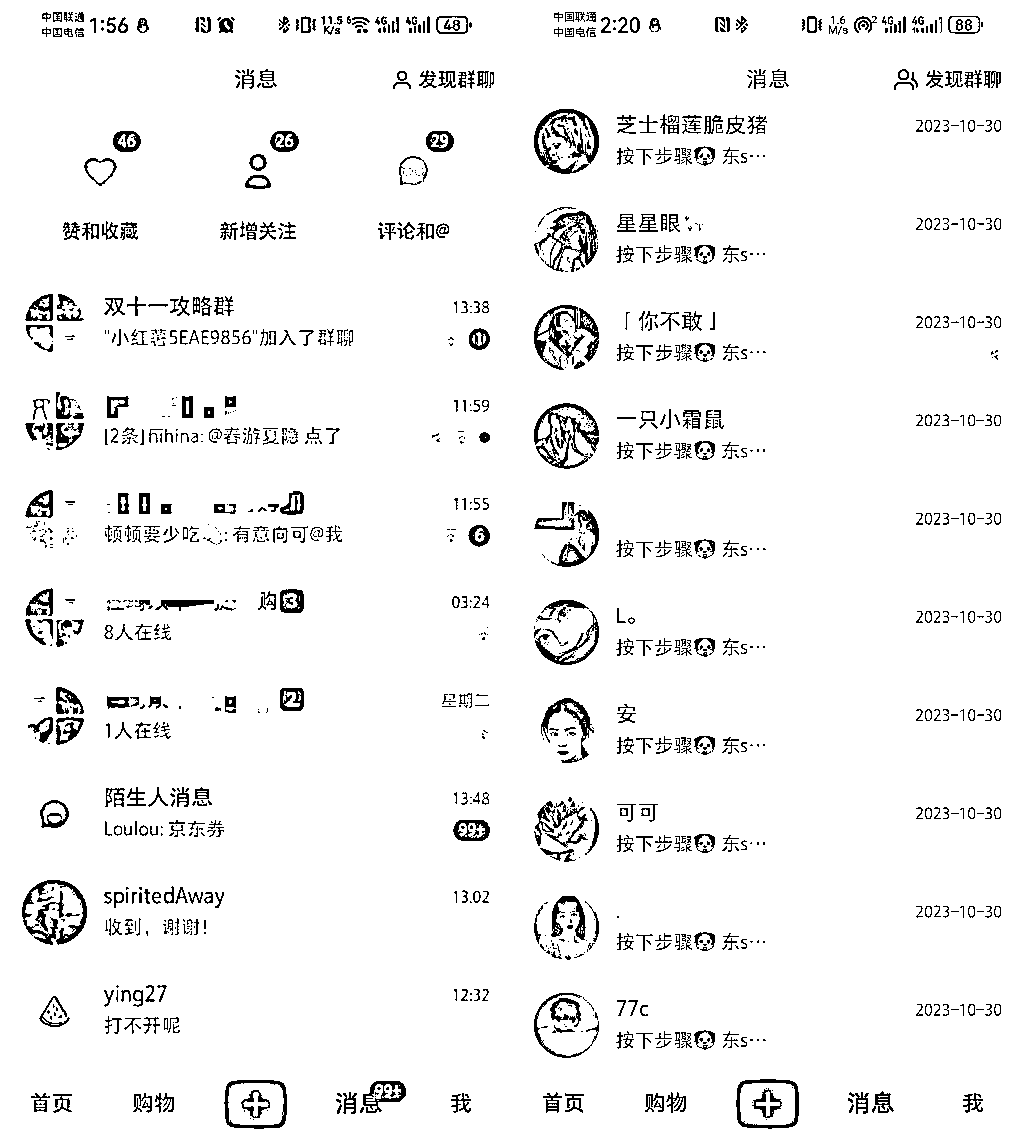 中国联通
中国电信 1:56 11.5 K/s 6 4G 4G 48
消息 发现群聊
46 26 29
赞和收藏 新增关注 评论和@
双十一攻略群 13:38
"小红薯5EAE9856"加入了群聊 11
11:59
[2条] @春游夏隐 点了
11:55
顿顿要少吃 : 有意向可@我 6
购 3 03:24
8人在线
2 星期二
1人在线
陌生人消息 13:48
Loulou: 京东券 99+
spiritedAway 13:02
收到，谢谢！
ying27 12:32
打不开呢
首页 购物 消息 99+ 我
中国联通
中国电信 2:20 1.6 M/s 2 4G 4G 88
消息 发现群聊
芝士榴莲脆皮猪 2023-10-30
按下步骤🐶 东s…
星星眼 2023-10-30
按下步骤🐶 东s…
「你不敢」 2023-10-30
按下步骤🐶 东s…
一只小霜鼠 2023-10-30
按下步骤🐶 东s…
2023-10-30
按下步骤🐶 东s…
L。 2023-10-30
按下步骤🐶 东s…
安 2023-10-30
按下步骤🐶 东s…
可可 2023-10-30
按下步骤🐶 东s…
. 2023-10-30
按下步骤🐶 东s…
77c 2023-10-30
按下步骤🐶 东s…
首页 购物 消息 我